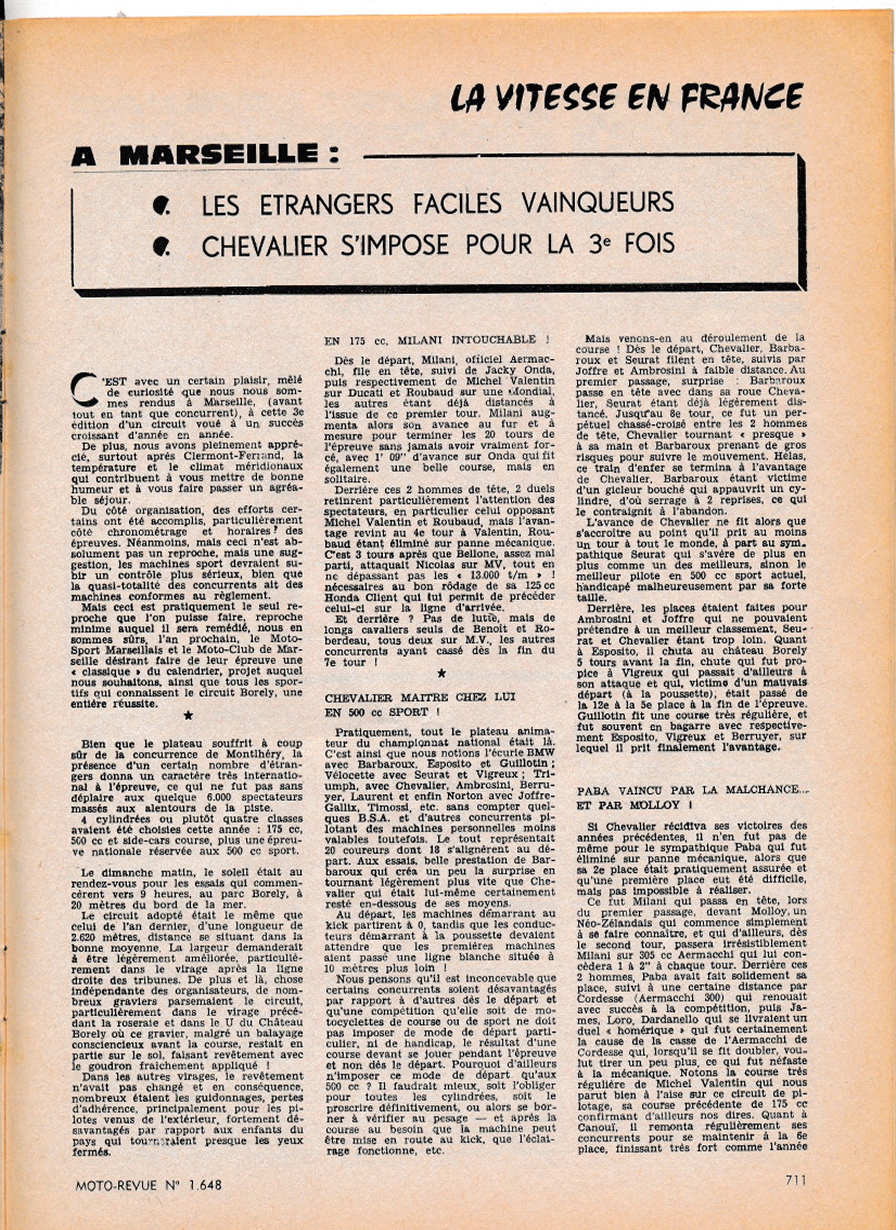 LA VITESSE EN FRANCE
A MARSEILLE :
LES ETRANGERS FACILES VAINQUEURS
CHEVALIER S'IMPOSE POUR LA 3e FOIS
C'EST avec un certain plaisir, mêlé
de curiosité que nous nous som-
mes rendus à Marseille, (avant
tout en tant que concurrent), à cette 3e
édition d'un circuit voué à un succès
croissant d'année en année.
De plus, nous avons pleinement appré-
cié, surtout après Clermont-Ferrand, la
température et le climat méridionaux
qui contribuent à vous mettre de bonne
humeur et à vous faire passer un agréa-
ble séjour.
Du côté organisation, des efforts cer-
tains ont été accomplis, particulièrement
côté chronométrage et horaires des
épreuves. Néanmoins, mais ceci n'est ab-
solument pas un reproche, mais une sug-
gestion, les machines sport devraient su-
bir un contrôle plus sérieux, bien que
la quasi-totalité des concurrents ait des
machines conformes au règlement.
Mais ceci est pratiquement le seul re-
proche que l'on puisse faire, reproche
minime auquel il sera remédié, nous en
sommes sûrs, l'an prochain, le Moto-
Sport Marseillais et le Moto-Club de Mar-
seille désirant faire de leur épreuve une
« classique » du calendrier, projet auquel
nous souhaitons, ainsi que tous les spor-
tifs qui connaissent le circuit Borely, une
entière réussite.
★
Bien que le plateau souffrit à coup
sûr de la concurrence de Montlhéry, la
présence d'un certain nombre d'étran-
gers donna un caractère très internatio-
nal à l'épreuve, ce qui ne fut pas sans
déplaire aux quelque 6.000 spectateurs
massés aux alentours de la piste.
4 cylindrées ou plutôt quatre classes
avaient été choisies cette année : 175 cc,
500 cc et side-cars course, plus une épreu-
ve nationale réservée aux 500 cc sport.
Le dimanche matin, le soleil était au
rendez-vous pour les essais qui commen-
cèrent vers 9 heures, au parc Borély, à
20 mètres du bord de la mer.
Le circuit adopté était le même que
celui de l'an dernier, d'une longueur de
2.620 mètres, distance se situant dans la
bonne moyenne. La largeur demanderait
à être légèrement améliorée, particuliè-
rement dans le virage après la ligne
droite des tribunes. De plus et là, chose
indépendante des organisateurs, de nom-
breux graviers parsemaient le circuit,
particulièrement dans le virage précé-
dant la roseraie et dans le U du Château
Borely où ce gravier, malgré un balayage
consciencieux avant la course, restait en
partie sur le sol, faisant revêtement avec
le goudron fraîchement appliqué !
Dans les autres virages, le revêtement
n'avait pas changé et en conséquence,
nombreux étaient les guidonnages, pertes
d'adhérence, principalement pour les pi-
lotes venus de l'extérieur, fortement dé-
savantagés par rapport aux enfants du
pays qui tournaient presque les yeux
fermés.
EN 175 cc, MILANI INTOUCHABLE !
Dès le départ, Milani, officiel Aermac-
chi, file en tête, suivi de Jacky Onda,
puis respectivement de Michel Valentin
sur Ducati et Roubaud sur une Mondial,
les autres étant déjà distancés à
l'issue de ce premier tour. Milani aug-
menta alors son avance au fur et à
mesure pour terminer les 20 tours de
l'épreuve sans jamais avoir vraiment for-
cé, avec 1' 09'' d'avance sur Onda qui fit
également une belle course, mais en
solitaire.
Derrière ces 2 hommes de tête, 2 duels
retinrent particulièrement l'attention des
spectateurs, en particulier celui opposant
Michel Valentin et Roubaud, mais l'avan-
tage revint au 4e tour à Valentin, Rou-
baud étant éliminé sur panne mécanique.
C'est 3 tours après que Bellone, assez mal
parti, attaquait Nicolas sur MV, tout en
ne dépassant pas les « 13.000 t/m » !
nécessaires au bon rôdage de sa 125 cc
Honda Client qui lui permit de précéder
celui-ci sur la ligne d'arrivée.
Et derrière ? Pas de lutte, mais de
longs cavaliers seuls de Benoît et Ro-
berdeau, tous deux sur M.V., les autres
concurrents ayant cassé dès la fin du
7e tour !
★
CHEVALIER MAITRE CHEZ LUI
EN 500 cc SPORT !
Pratiquement, tout le plateau anima-
teur du championnat national était là.
C'est ainsi que nous notions l'écurie BMW
avec Barbaroux, Esposito et Guillotin ;
Vélocette avec Seurat et Vigreux ; Tri-
umph, avec Chevalier, Ambrosini, Berru-
yer, Laurent et enfin Norton avec Joffre-
Gallix, Timossi, etc. sans compter quel-
ques B.S.A. et d'autres concurrents pi-
lotant des machines personnelles moins
valables toutefois. Le tout représentait
20 coureurs dont 18 s'alignèrent au dé-
part. Aux essais, belle prestation de Bar-
baroux qui créa un peu la surprise en
tournant légèrement plus vite que Che-
valier qui était lui-même certainement
resté en-dessous de ses moyens.
Au départ, les machines démarrant au
kick partirent à 0, tandis que les conduc-
teurs démarrant à la poussette devaient
attendre que les premières machines
aient passé une ligne blanche située à
10 mètres plus loin !
Nous pensons qu'il est inconcevable que
certains concurrents soient désavantagés
par rapport à d'autres dès le départ et
qu'une compétition qu'elle soit de mo-
tocyclettes de course ou de sport ne doit
pas imposer de mode de départ parti-
culier, ni de handicap, le résultat d'une
course devant se jouer pendant l'épreuve
et non dès le départ. Pourquoi d'ailleurs
n'imposer ce mode de départ qu'aux
500 cc ? Il faudrait mieux, soit l'obliger
pour toutes les cylindrées, soit le
proscrire définitivement, ou alors se bor-
ner à vérifier au pesage — et après la
course au besoin que la machine peut
être mise en route au kick, que l'éclai-
rage fonctionne, etc.
Mais venons-en au déroulement de la
course ! Dès le départ, Chevalier, Barba-
roux et Seurat filent en tête, suivis par
Joffre et Ambrosini à faible distance. Au
premier passage, surprise : Barbaroux
passe en tête avec dans sa roue Cheva-
lier, Seurat étant déjà légèrement dis-
tancé. Jusqu'au 8e tour, ce fut un per-
pétuel chassé-croisé entre les 2 hommes
de tête, Chevalier tournant « presque »
à sa main et Barbaroux prenant de gros
risques pour suivre le mouvement. Hélas,
ce train d'enfer se termina à l'avantage
de Chevalier, Barbaroux étant victime
d'un gicleur bouché qui appauvrit un cy-
lindre, d'où serrage à 2 reprises, ce qui
le contraignit à l'abandon.
L'avance de Chevalier ne fit alors que
s'accroître au point qu'il prit au moins
un tour à tout le monde, à part au sym-
pathique Seurat qui s'avère de plus en
plus comme un des meilleurs, sinon le
meilleur pilote en 500 cc sport actuel,
handicapé malheureusement par sa forte
taille.
Derrière, les places étaient faites pour
Ambrosini et Joffre qui ne pouvaient
prétendre à un meilleur classement, Seu-
rat et Chevalier étant trop loin. Quant
à Esposito, il chuta au château Borely
5 tours avant la fin, chute qui fut pro-
pice à Vigreux qui passait d'ailleurs à
son attaque et qui, victime d'un mauvais
départ (à la poussette), était passé de
la 12e à la 5e place à la fin de l'épreuve.
Guillotin fit une course très régulière, et
fut souvent en bagarre avec respective-
ment Esposito, Vigreux et Berruyer, sur
lequel il prit finalement l'avantage.
PABA VAINCU PAR LA MALCHANCE...
ET PAR MOLLOY !
Si Chevalier récidiva ses victoires des
années précédentes, il n'en fut pas de
même pour le sympathique Paba qui fut
éliminé sur panne mécanique, alors que
sa 2e place était pratiquement assurée et
qu'une première place eut été difficile,
mais pas impossible à réaliser.
Ce fut Milani qui passa en tête, lors
du premier passage, devant Molloy, un
Néo-Zélandais qui commence simplement
à se faire connaître, et qui d'ailleurs, dès
le second tour, passera irrésistiblement
Milani sur 305 cc Aermacchi qui lui con-
cèdera 1 à 2'' à chaque tour. Derrière ces
2 hommes, Paba avait fait solidement sa
place, suivi à une certaine distance par
Cordesse (Aermacchi 300) qui renouait
avec succès à la compétition, puis Ja-
mes, Loro, Dardanello qui se livraient un
duel « homérique » qui fut certainement
la cause de la casse de l'Aermacchi de
Cordesse qui, lorsqu'il se fit doubler, vou-
lut tirer un peu plus, ce qui fut néfaste
à la mécanique. Notons la course très
régulière de Michel Valentin qui nous
parut bien à l'aise sur ce circuit de pi-
lotage, sa course précédente de 175 cc
confirmant d'ailleurs nos dires. Quant à
Canouï, il remonta régulièrement ses
concurrents pour se maintenir à la 6e
place, finissant très fort comme l'année
MOTO-REVUE N° 1.648
711